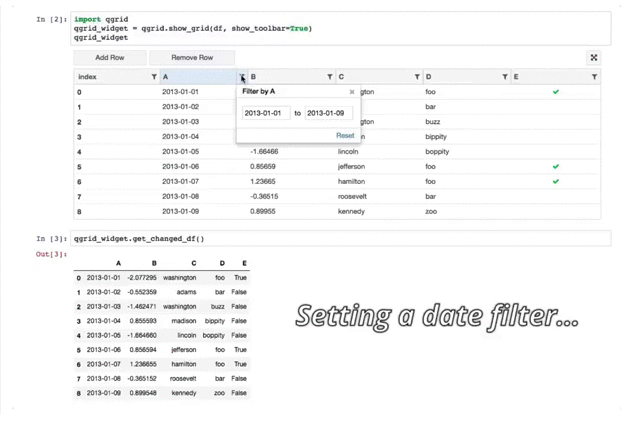 In [2]: import qgrid
qgrid_widget = qgrid.show_grid(df, show_toolbar=True)
qgrid_widget
Add Row Remove Row
index A B C D E
Filter by A ×
2013-01-01 to 2013-01-09
Reset
0 2013-01-01 gton foo ✓
1 2013-01-02 bar
2 2013-01-03 ngton buzz
3 2013-01-04 n bippity
4 2013-01-05 -1.66466 lincoln boppity
5 2013-01-06 0.85659 jefferson foo ✓
6 2013-01-07 1.23665 hamilton foo ✓
7 2013-01-08 -0.36515 roosevelt bar
8 2013-01-09 0.89955 kennedy zoo
In [3]: qgrid_widget.get_changed_df()
Out[3]:
A B C D E
0 2013-01-01 -2.077295 washington foo True
1 2013-01-02 -0.552359 adams bar False
2 2013-01-03 -1.462471 washington buzz False
3 2013-01-04 0.855593 madison bippity False
4 2013-01-05 -1.664660 lincoln boppity False
5 2013-01-06 0.856594 jefferson foo True
6 2013-01-07 1.236655 hamilton foo True
7 2013-01-08 -0.365152 roosevelt bar False
8 2013-01-09 0.899548 kennedy zoo False
Setting a date filter...